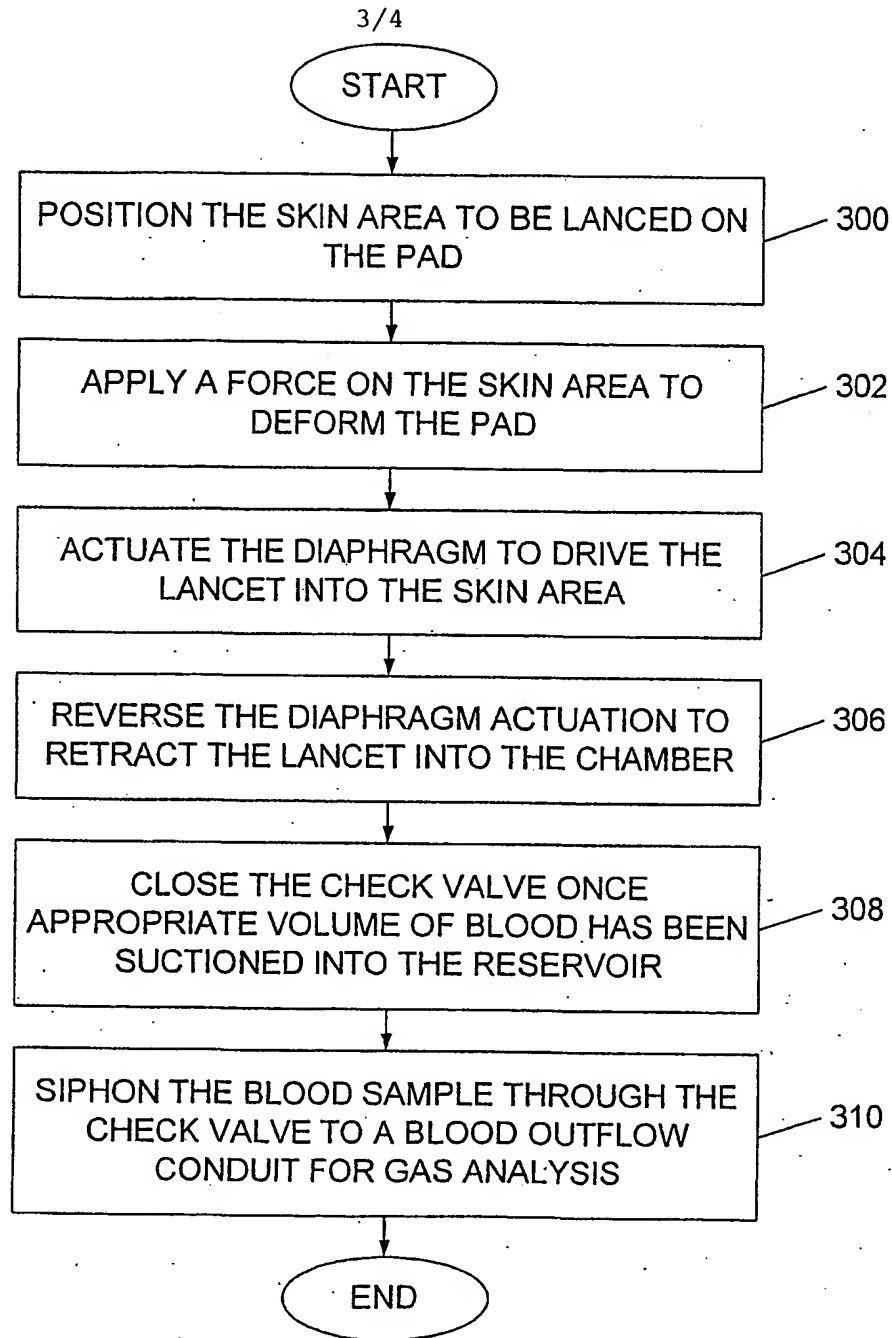 3/4
START
POSITION THE SKIN AREA TO BE LANCED ON
THE PAD
300
APPLY A FORCE ON THE SKIN AREA TO
DEFORM THE PAD
302
ACTUATE THE DIAPHRAGM TO DRIVE THE
LANCET INTO THE SKIN AREA
304
REVERSE THE DIAPHRAGM ACTUATION TO
RETRACT THE LANCET INTO THE CHAMBER
306
CLOSE THE CHECK VALVE ONCE
APPROPRIATE VOLUME OF BLOOD HAS BEEN
SUCTIONED INTO THE RESERVOIR
308
SIPHON THE BLOOD SAMPLE THROUGH THE
CHECK VALVE TO A BLOOD OUTFLOW
CONDUIT FOR GAS ANALYSIS
310
END